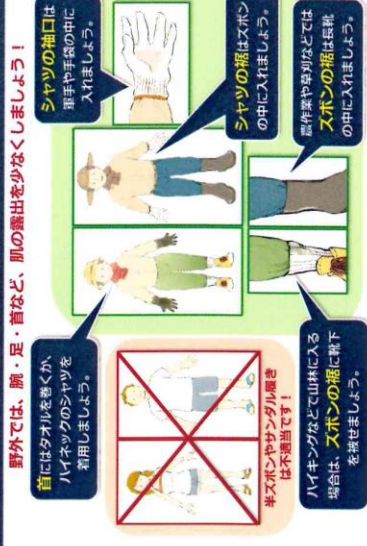 野外では、腕・足・首など、肌の露出を少なくしましょう！
首にはタオルを巻くか、
ハイネックのシャツを
着用しましょう。
シャツの袖口は
軍手や手袋の中に
入れましょう。
シャツの裾はズボン
の中に入れましょう。
半ズボンやサンダル履き
は不適当です！
ハイキングなどで山林に入る
場合は、ズボンの裾に靴下
を被せましょう。
農作業や草刈などでは
ズボンの裾は長靴
の中に入れましょう。